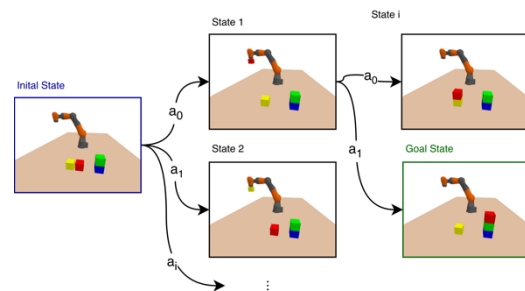 State 1
State i
Inital State
a0
a0
a1
State 2
Goal State
a1
ai
⋮